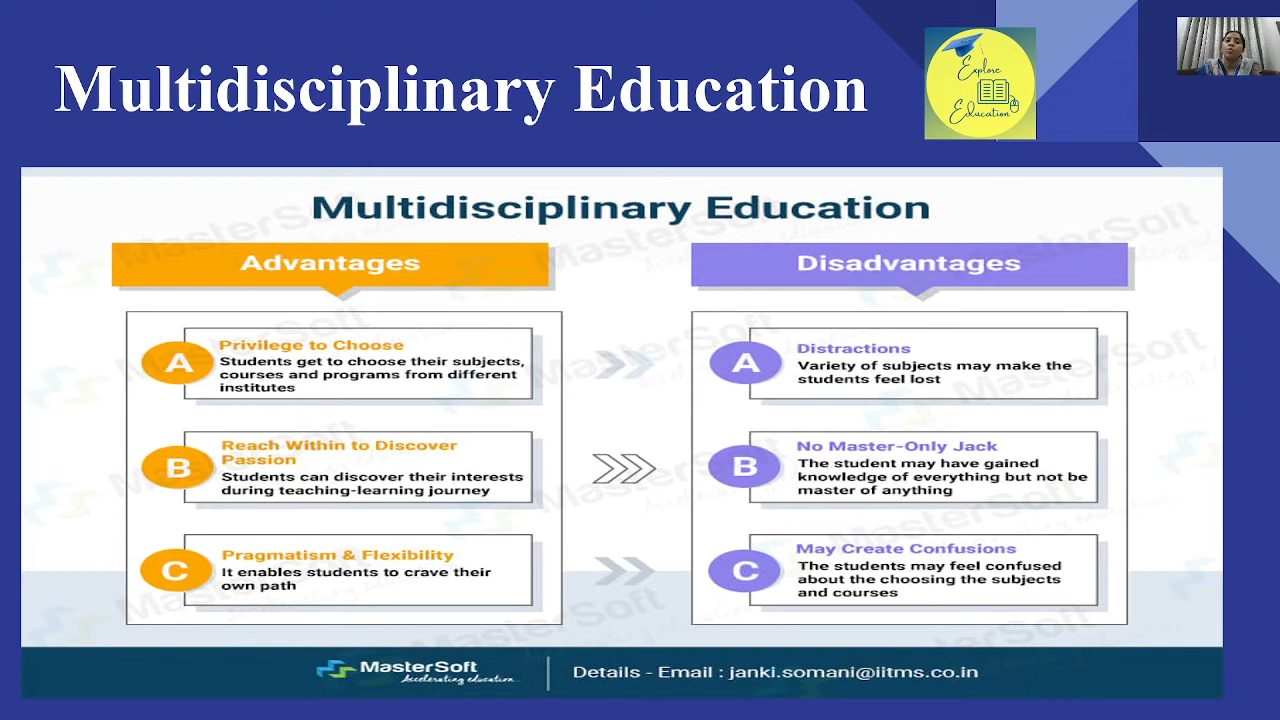 Multidisciplinary Education
Explore
Education
Multidisciplinary Education
Advantages
A
Privilege to Choose
Students get to choose their subjects,
courses and programs from different
institutes
B
Reach Within to Discover
Passion
Students can discover their interests
during teaching-learning journey
C
Pragmatism & Flexibility
It enables students to crave their
own path
Disadvantages
A
Distractions
Variety of subjects may make the
students feel lost
B
No Master-Only Jack
The student may have gained
knowledge of everything but not be
master of anything
C
May Create Confusions
The students may feel confused
about the choosing the subjects
and courses
MasterSoft
Accelerating education...
Details - Email : janki.somani@iitms.co.in